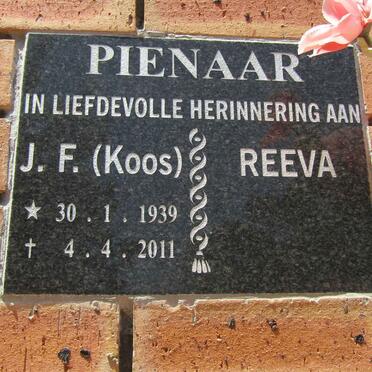 PIENAAR
IN LIEFDEVOLLE HERINNERING AAN
J. F. (Koos) REEVA
★ 30 . 1 . 1939
† 4 . 4 . 2011